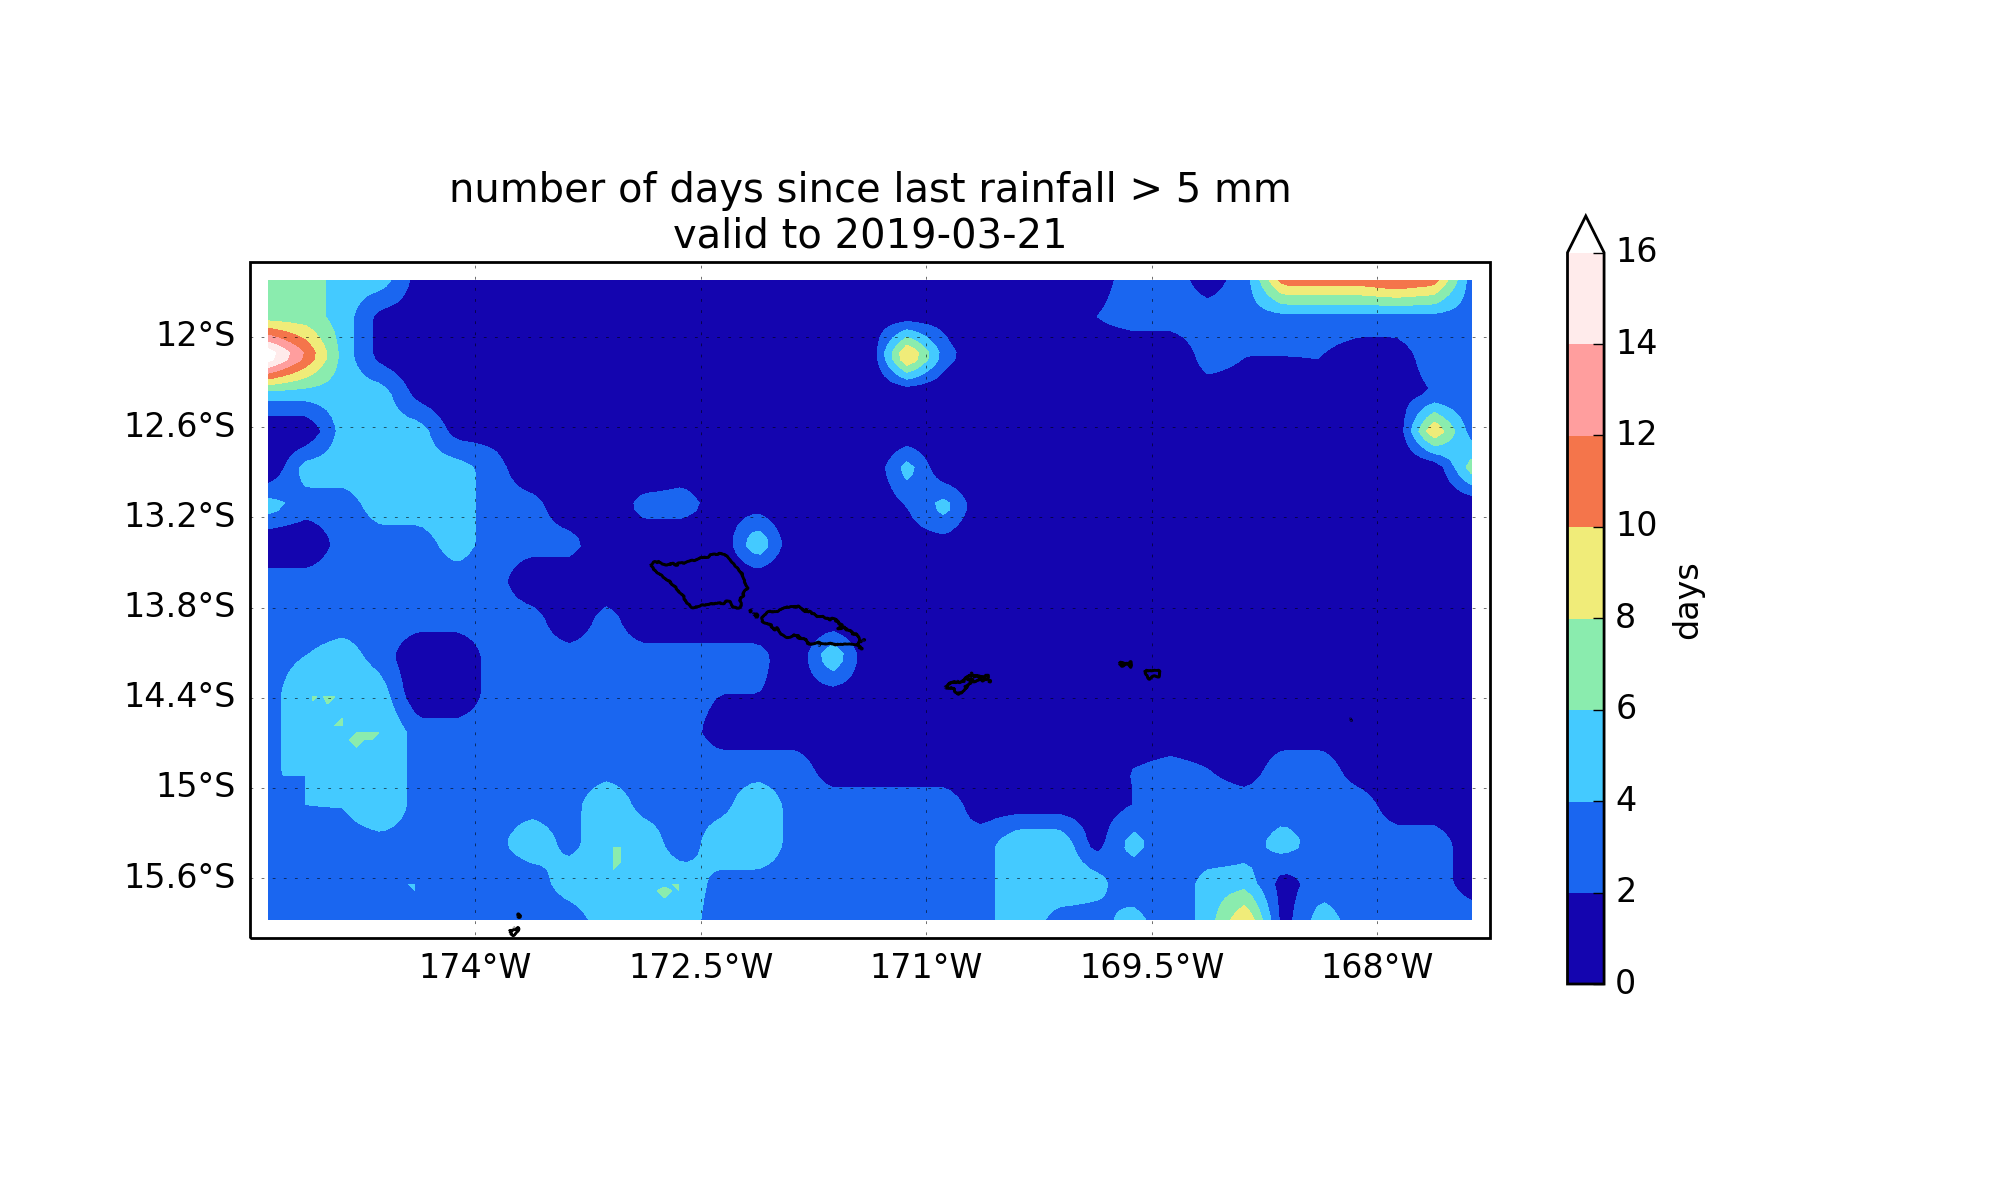 number of days since last rainfall > 5 mm
valid to 2019-03-21
12°S
12.6°S
13.2°S
13.8°S
14.4°S
15°S
15.6°S
174°W
172.5°W
171°W
169.5°W
168°W
16
14
12
10
8
6
4
2
0
days